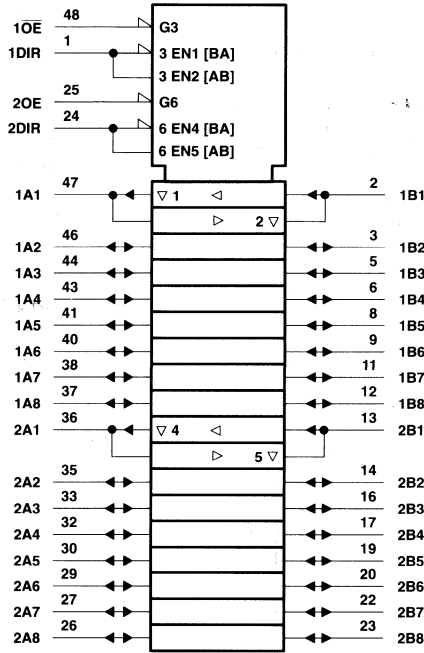 48
1OE G3
1
1DIR 3 EN1 [BA]
3 EN2 [AB]
25
2OE G6
24
2DIR 6 EN4 [BA]
6 EN5 [AB]
47 2
1A1 ▽ 1 ◁ 1B1
▷ 2 ▽
46 3
1A2 1B2
44 5
1A3 1B3
43 6
1A4 1B4
41 8
1A5 1B5
40 9
1A6 1B6
38 11
1A7 1B7
37 12
1A8 1B8
36 13
2A1 ▽ 4 ◁ 2B1
▷ 5 ▽
35 14
2A2 2B2
33 16
2A3 2B3
32 17
2A4 2B4
30 19
2A5 2B5
29 20
2A6 2B6
27 22
2A7 2B7
26 23
2A8 2B8